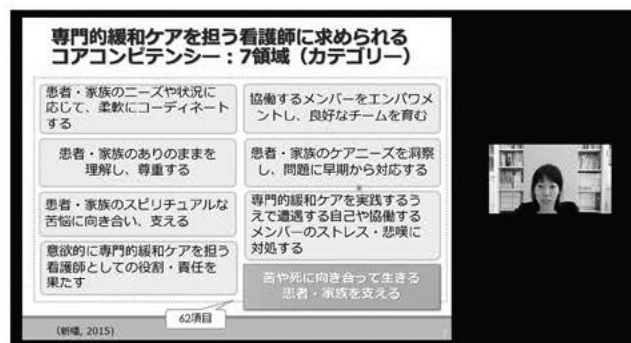 専門的緩和ケアを担う看護師に求められる
コアコンピテンシー：7領域（カテゴリー）
患者・家族のニーズや状況に
応じて、柔軟にコーディネート
する
患者・家族のありのままを
理解し、尊重する
患者・家族のスピリチュアルな
苦悩に向き合い、支える
意欲的に専門的緩和ケアを担う
看護師としての役割・責任を
果たす
協働するメンバーをエンパワメ
ントし、良好なチームを育む
患者・家族のケアニーズを洞察
し、問題に早期から対応する
専門的緩和ケアを実践するう
えで遭遇する自己や協働する
メンバーのストレス・悲嘆に
対処する
苦や死に向き合って生きる
患者・家族を支える
62項目
（新幡, 2015）